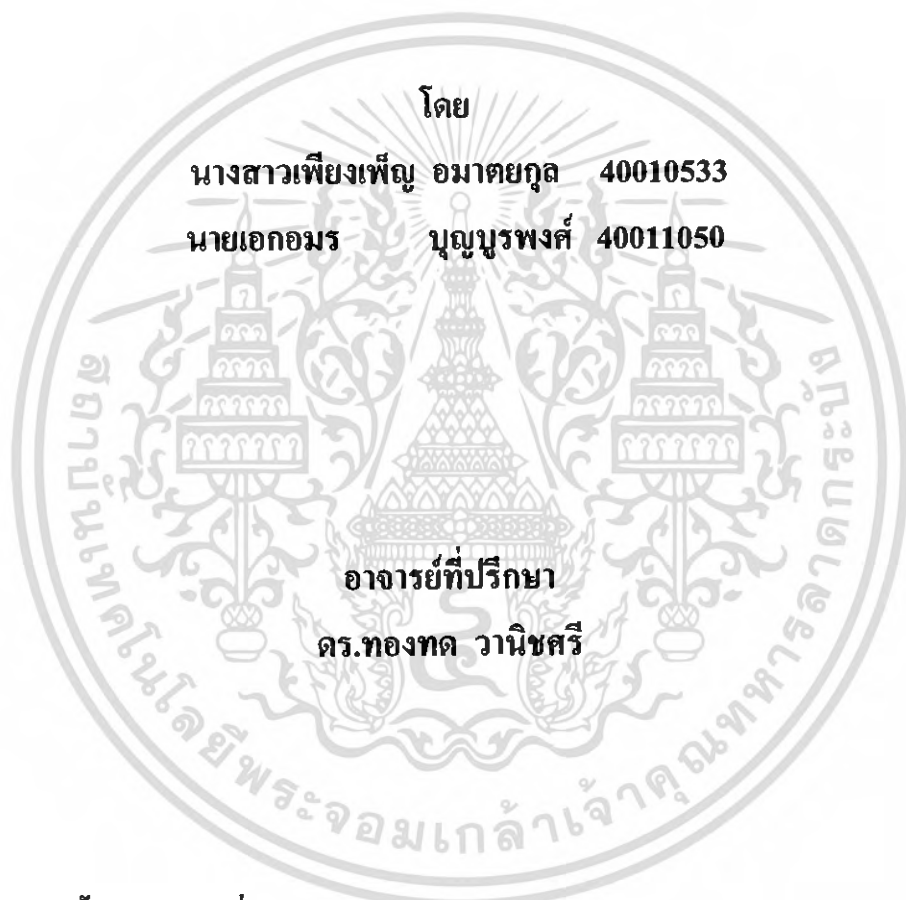 โดย
นางสาวเพียงเพ็ญ อมาตยกุล 40010533
นายเอกอมร บุญบูรพงศ์ 40011050
อาจารย์ที่ปรึกษา
ดร.ทองทด วานิชศรี
สถาบันเทคโนโลยีพระจอมเกล้าเจ้าคุณทหารลาดกระบัง